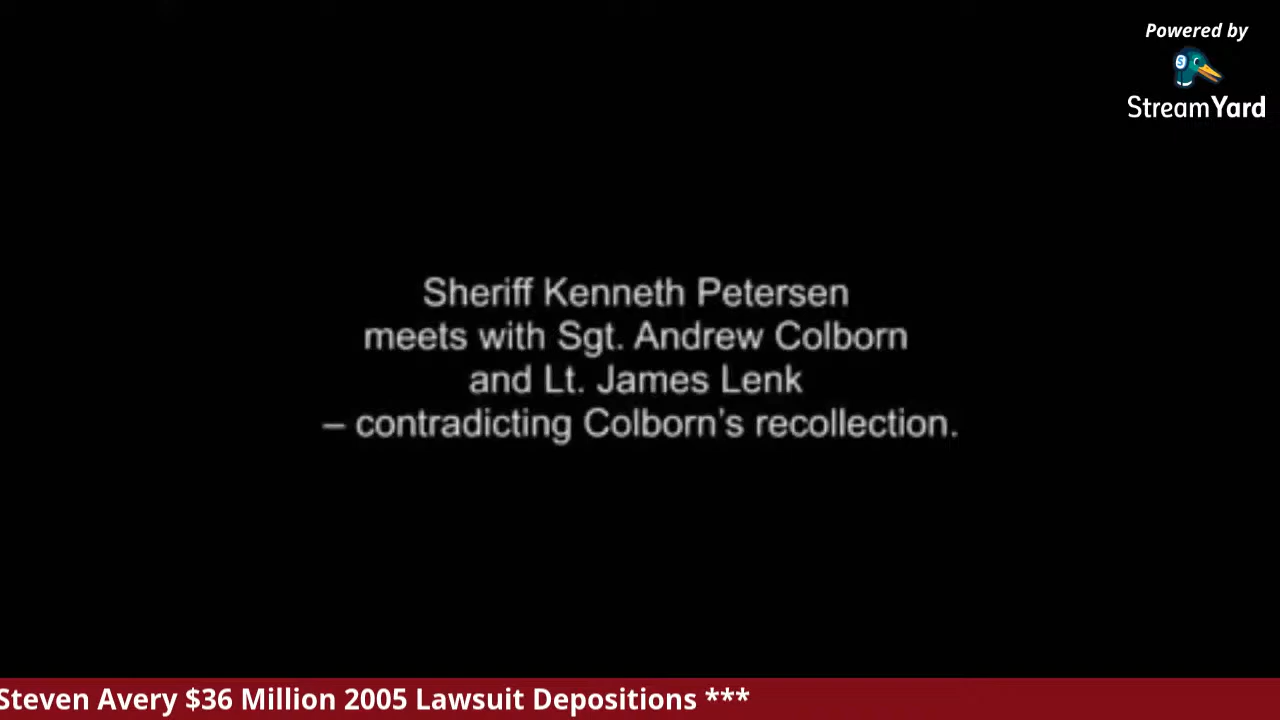 Powered by
S
StreamYard
Sheriff Kenneth Petersen
meets with Sgt. Andrew Colborn
and Lt. James Lenk
– contradicting Colborn's recollection.
Steven Avery $36 Million 2005 Lawsuit Depositions ***